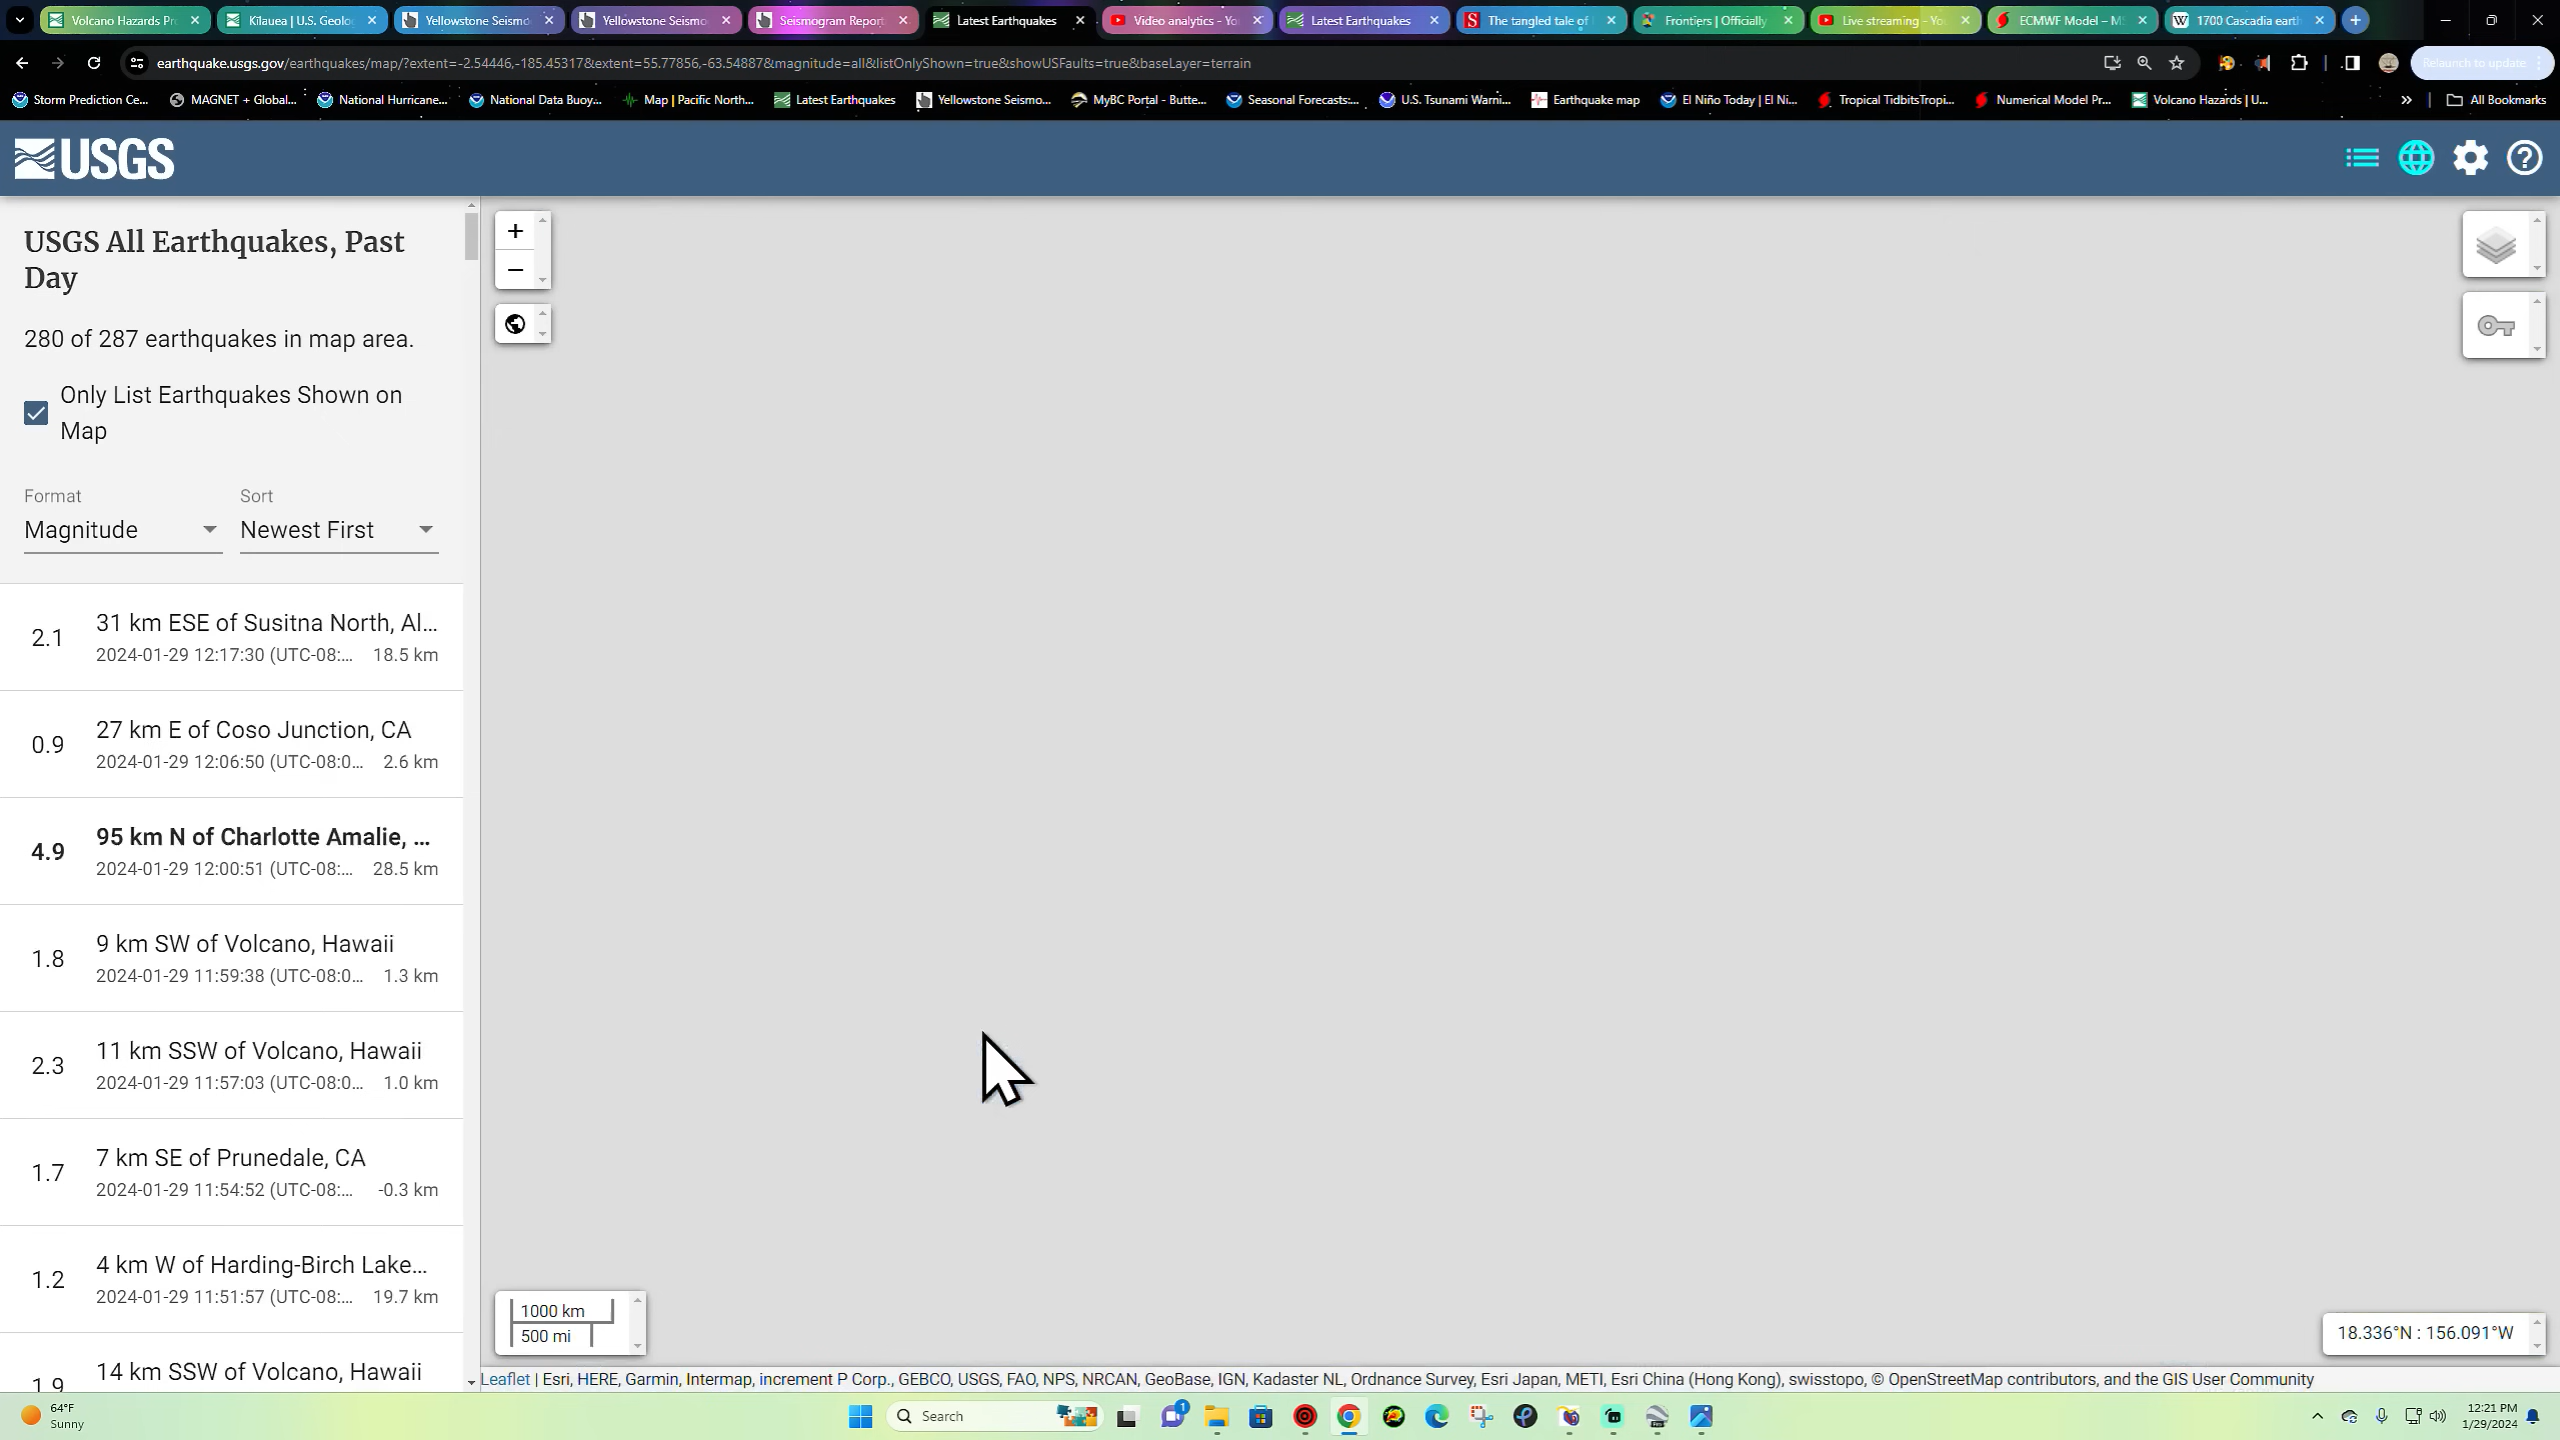 Volcano Hazards Pr
Kilauea | U.S. Geolo
Yellowstone Seismo
Yellowstone Seismo
Seismogram Report
Latest Earthquakes
Video analytics - Yo
Latest Earthquakes
The tangled tale of
Frontiers | Officially
Live streaming - Yo
ECMWF Model – M
1700 Cascadia earth
earthquake.usgs.gov/earthquakes/map/?extent=-2.54446,-185.45317&extent=55.77856,-63.54887&magnitude=all&listOnlyShown=true&showUSFaults=true&baseLayer=terrain
Relaunch to update
Storm Prediction Ce...
MAGNET + Global...
National Hurricane...
National Data Buoy...
Map | Pacific North...
Latest Earthquakes
Yellowstone Seismo...
MyBC Portal - Butte...
Seasonal Forecasts:...
U.S. Tsunami Warni...
Earthquake map
El Niño Today | El Ni...
Tropical TidbitsTropi...
Numerical Model Pr...
Volcano Hazards | U...
All Bookmarks
USGS
USGS All Earthquakes, Past
Day
280 of 287 earthquakes in map area.
Only List Earthquakes Shown on
Map
Format
Sort
Magnitude
Newest First
2.1
31 km ESE of Susitna North, Al...
2024-01-29 12:17:30 (UTC-08:... 18.5 km
0.9
27 km E of Coso Junction, CA
2024-01-29 12:06:50 (UTC-08:0... 2.6 km
4.9
95 km N of Charlotte Amalie, ...
2024-01-29 12:00:51 (UTC-08:... 28.5 km
1.8
9 km SW of Volcano, Hawaii
2024-01-29 11:59:38 (UTC-08:0... 1.3 km
2.3
11 km SSW of Volcano, Hawaii
2024-01-29 11:57:03 (UTC-08:0... 1.0 km
1.7
7 km SE of Prunedale, CA
2024-01-29 11:54:52 (UTC-08:... -0.3 km
1.2
4 km W of Harding-Birch Lake...
2024-01-29 11:51:57 (UTC-08:... 19.7 km
1.9
14 km SSW of Volcano, Hawaii
1000 km
500 mi
18.336°N : 156.091°W
Leaflet | Esri, HERE, Garmin, Intermap, increment P Corp., GEBCO, USGS, FAO, NPS, NRCAN, GeoBase, IGN, Kadaster NL, Ordnance Survey, Esri Japan, METI, Esri China (Hong Kong), swisstopo, © OpenStreetMap contributors, and the GIS User Community
64°F
Sunny
Search
1
12:21 PM
1/29/2024